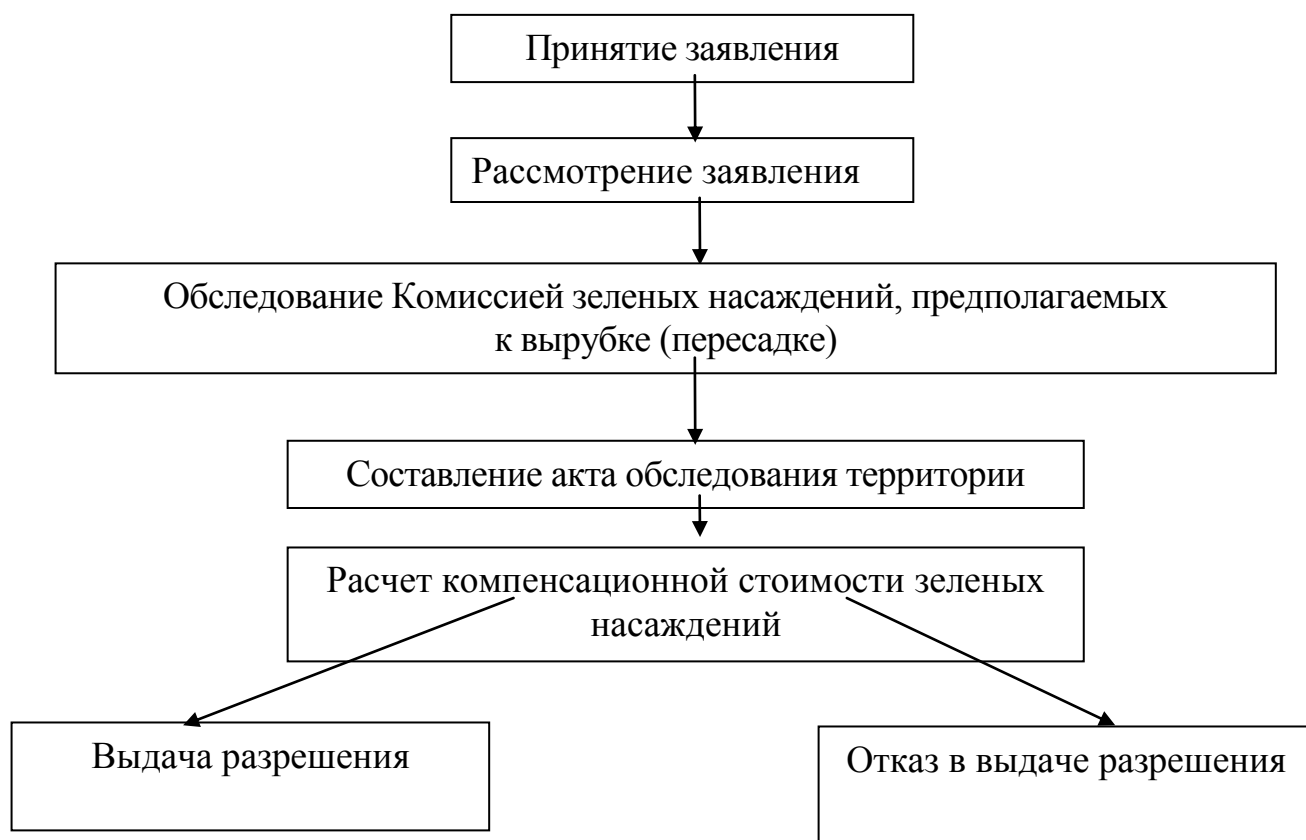 Принятие заявления
Рассмотрение заявления
Обследование Комиссией зеленых насаждений, предполагаемых
к вырубке (пересадке)
Составление акта обследования территории
Расчет компенсационной стоимости зеленых
насаждений
Выдача разрешения
Отказ в выдаче разрешения